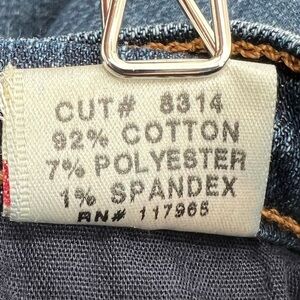 CUT# 8314
92% COTTON
7% POLYESTER
1% SPANDEX
RN# 117965